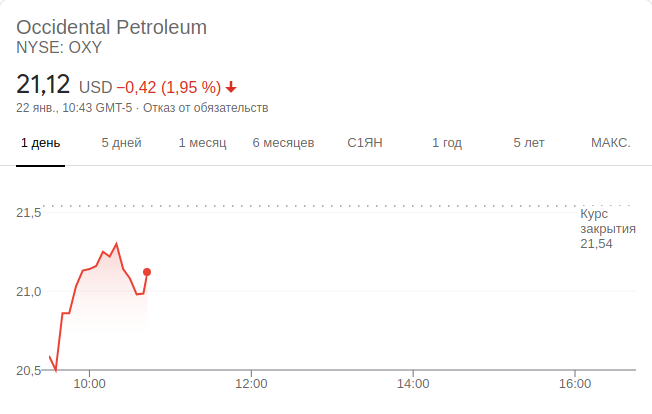 Occidental Petroleum
NYSE: OXY
21,12 USD −0,42 (1,95 %)
22 янв., 10:43 GMT-5 · Отказ от обязательств
1 день 5 дней 1 месяц 6 месяцев С1ЯН 1 год 5 лет МАКС.
21,5
Курс
закрытия
21,54
21,0
20,5
10:00 12:00 14:00 16:00